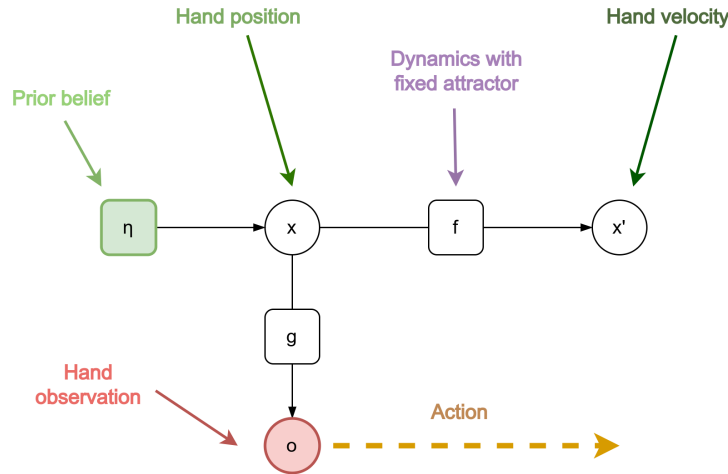 Hand position
Hand velocity
Dynamics with
fixed attractor
Prior belief
η
x
f
x'
g
Hand
observation
Action
o